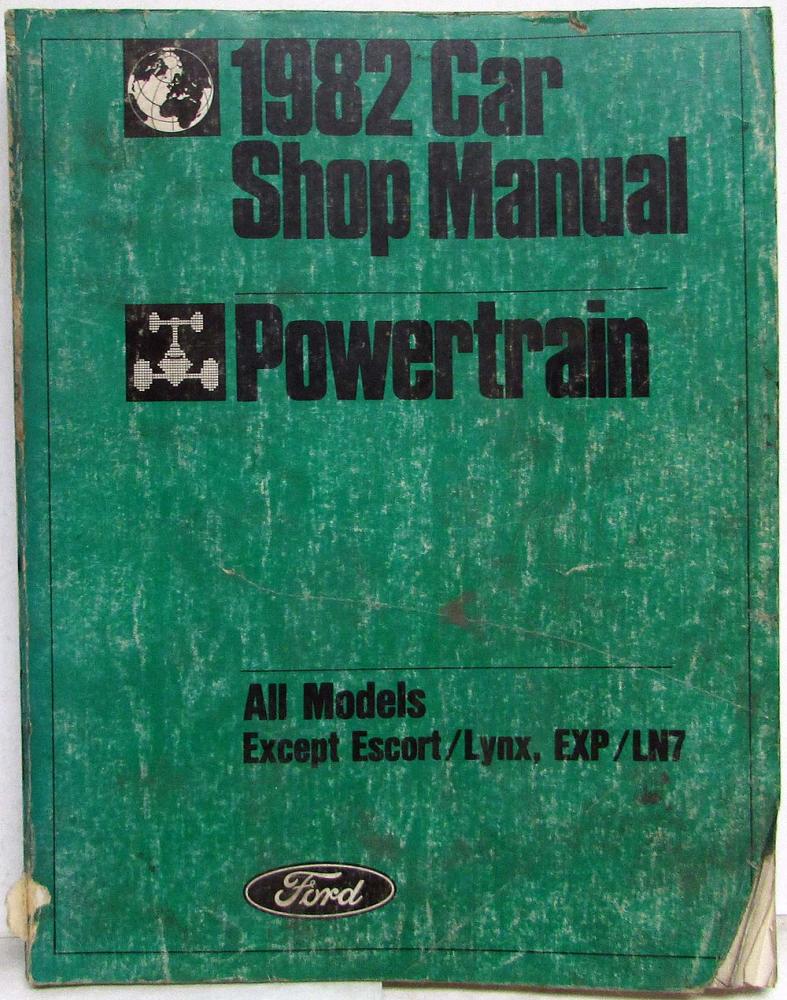 1982 Car
Shop Manual
Powertrain
All Models
Except Escort/Lynx, EXP/LN7
Ford